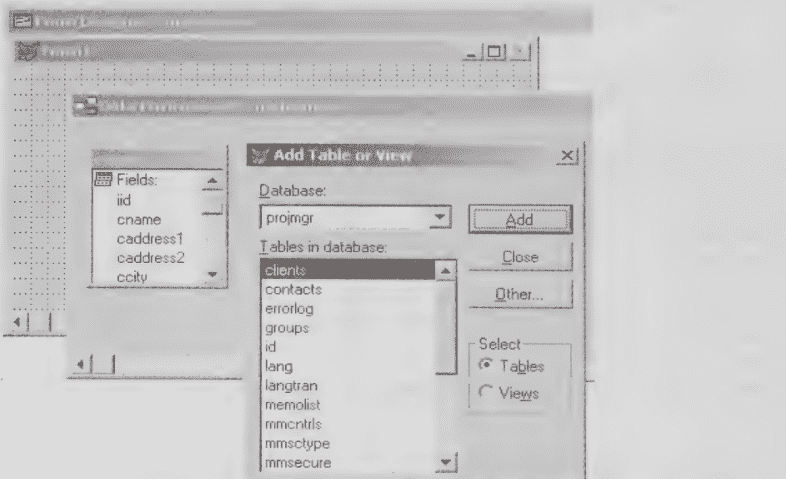 Fields:
iid
cname
caddress1
caddress2
ccity
Add Table or View
Database:
projmgr
Add
Tables in database:
clients
Close
contacts
Other...
errorlog
groups
id
Select
lang
Tables
langtran
Views
memolist
mmcntrls
mmsctype
mmsecure